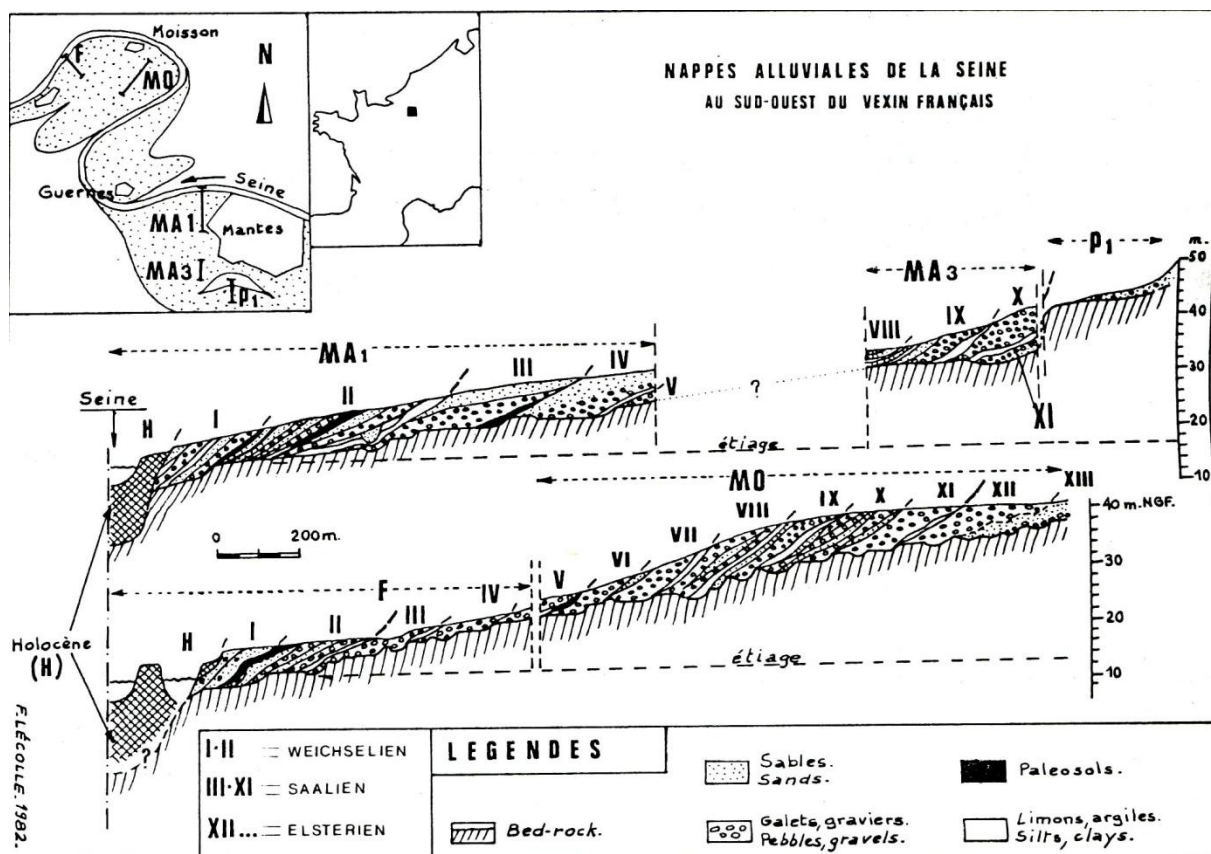 Moisson
F
MO
N
Guernes
Seine
MA1
Mantes
MA3
P1
NAPPES ALLUVIALES DE LA SEINE
AU SUD-OUEST DU VEXIN FRANÇAIS
P1
m.
50
MA3
VIII IX X
40
MA1
III IV
V
30
?
XI
Seine
H I II
20
étiage
10
MO
XIII
VIII IX X XI XII
40 m.NGF.
0 200m.
VII
VI
30
F
V
IV
III
II
I
H
20
Holocène
(H)
étiage
10
?
F.LÉCOLLE.1982.
I-II = WEICHSELIEN
III-XI = SAALIEN
XII... = ELSTERIEN
LEGENDES
Bed-rock.
Sables.
Sands.
Paleosols.
Galets, graviers.
Pebbles, gravels.
Limons, argiles.
Silts, clays.